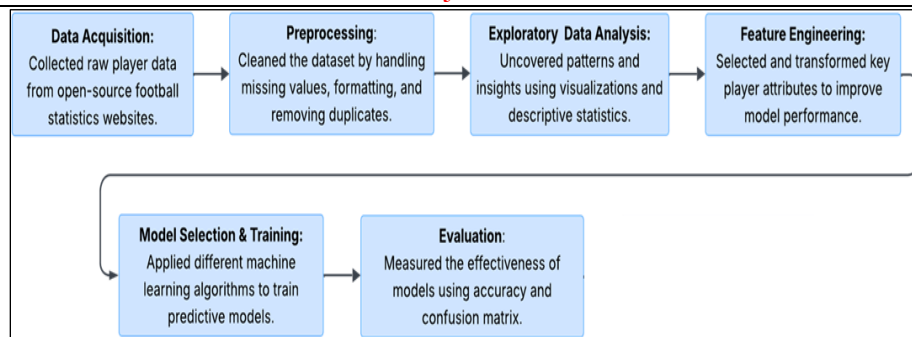 Data Acquisition:
Collected raw player data
from open-source football
statistics websites.
Preprocessing:
Cleaned the dataset by handling
missing values, formatting, and
removing duplicates.
Exploratory Data Analysis:
Uncovered patterns and
insights using visualizations and
descriptive statistics.
Feature Engineering:
Selected and transformed key
player attributes to improve
model performance.
Model Selection & Training:
Applied different machine
learning algorithms to train
predictive models.
Evaluation:
Measured the effectiveness of
models using accuracy and
confusion matrix.